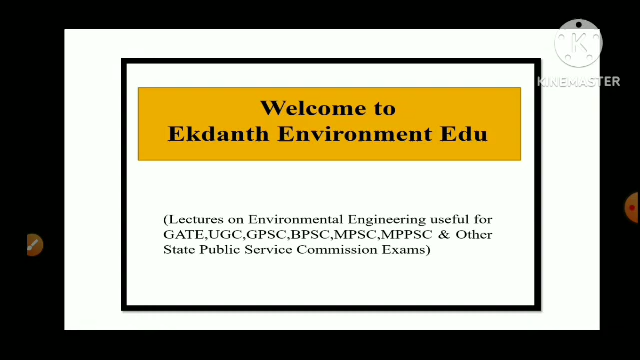 K
KINEMASTER
Welcome to
Ekdanth Environment Edu
(Lectures on Environmental Engineering useful for
GATE,UGC,GPSC,BPSC,MPSC,MPPSC & Other
State Public Service Commission Exams)